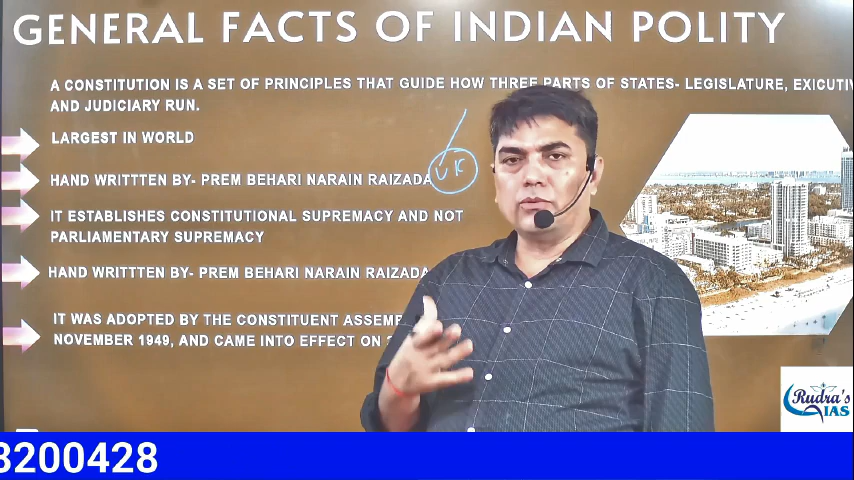 GENERAL FACTS OF INDIAN POLITY
A CONSTITUTION IS A SET OF PRINCIPLES THAT GUIDE HOW THREE PARTS OF STATES- LEGISLATURE, EXICUTIV
AND JUDICIARY RUN.
LARGEST IN WORLD
HAND WRITTTEN BY- PREM BEHARI NARAIN RAIZADA
UK
IT ESTABLISHES CONSTITUTIONAL SUPREMACY AND NOT
PARLIAMENTARY SUPREMACY
HAND WRITTTEN BY- PREM BEHARI NARAIN RAIZADA
IT WAS ADOPTED BY THE CONSTITUENT ASSEMB
NOVEMBER 1949, AND CAME INTO EFFECT ON 2
Rudra's
IAS
8200428